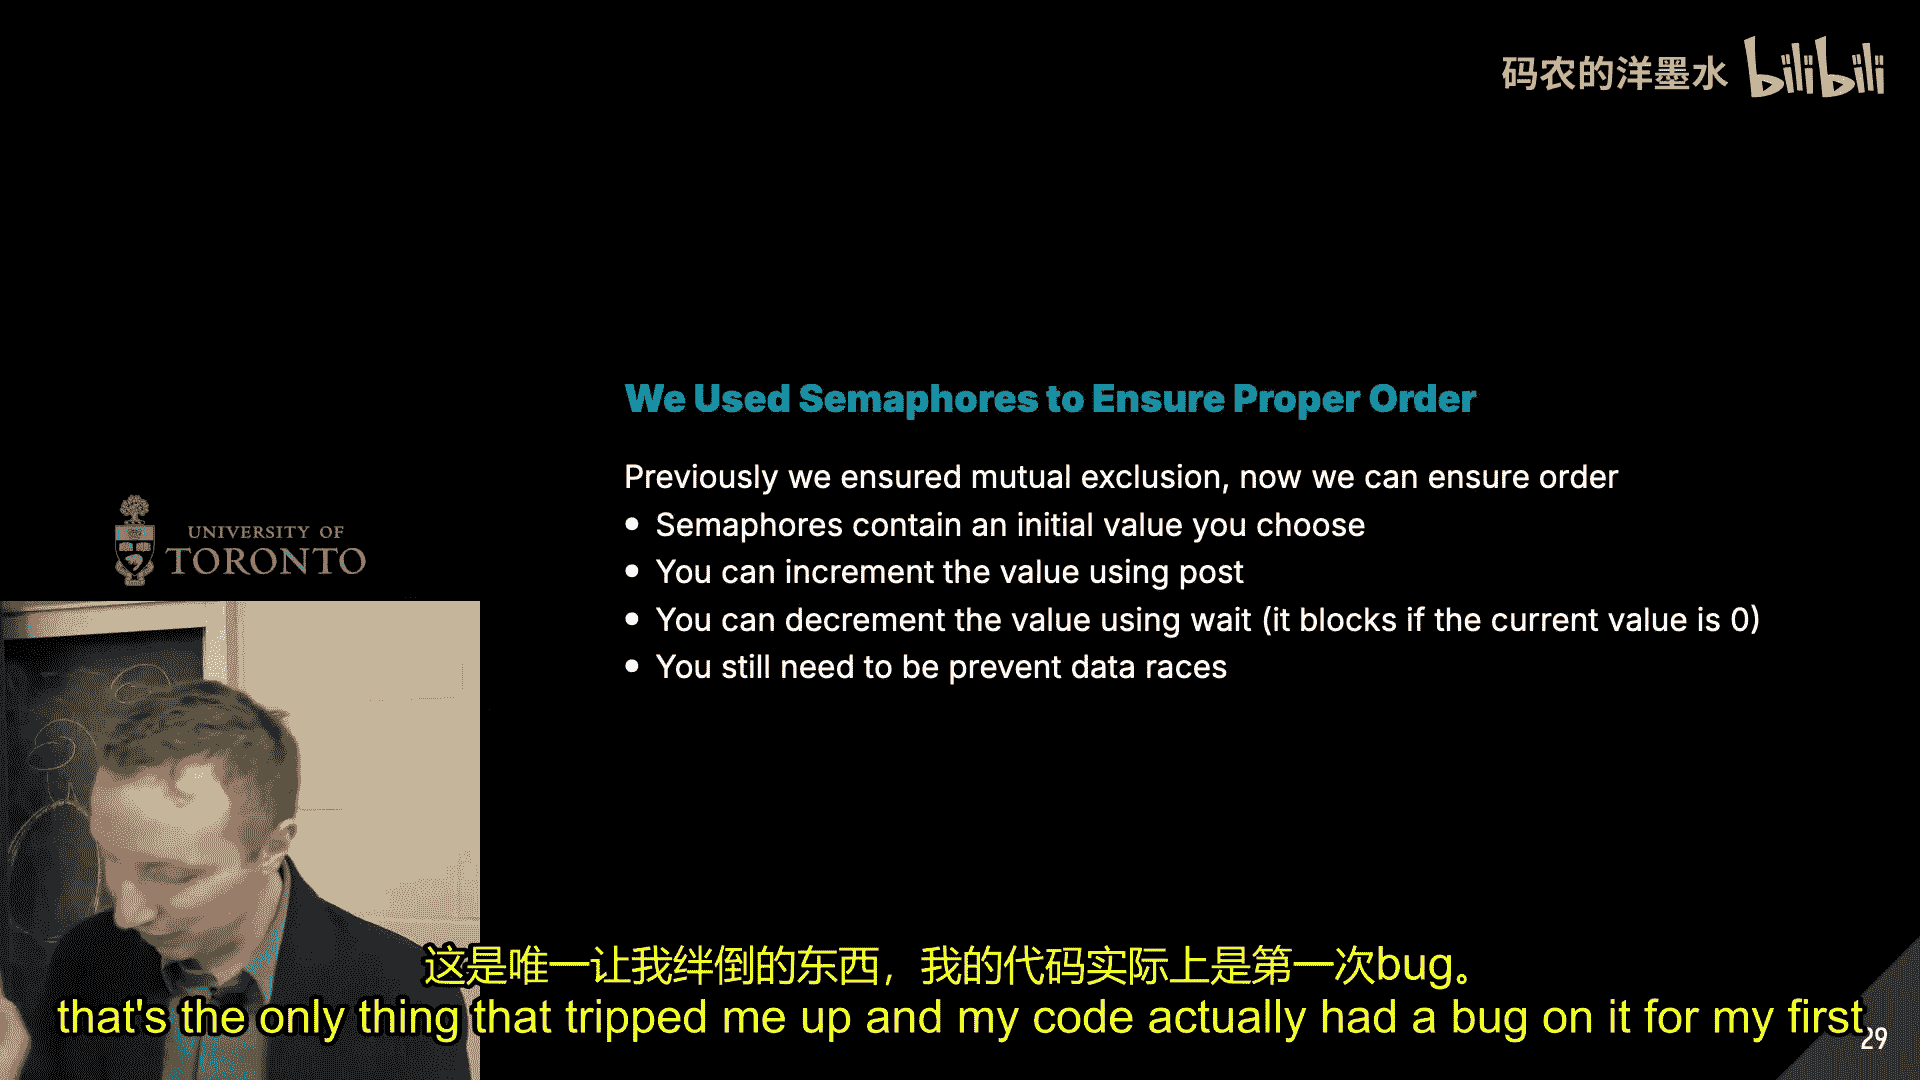 码农的洋墨水 bilibili
We Used Semaphores to Ensure Proper Order
Previously we ensured mutual exclusion, now we can ensure order
• Semaphores contain an initial value you choose
• You can increment the value using post
• You can decrement the value using wait (it blocks if the current value is 0)
• You still need to be prevent data races
UNIVERSITY OF
TORONTO
这是唯一让我绊倒的东西，我的代码实际上是第一次bug。
that's the only thing that tripped me up and my code actually had a bug on it for my first
29